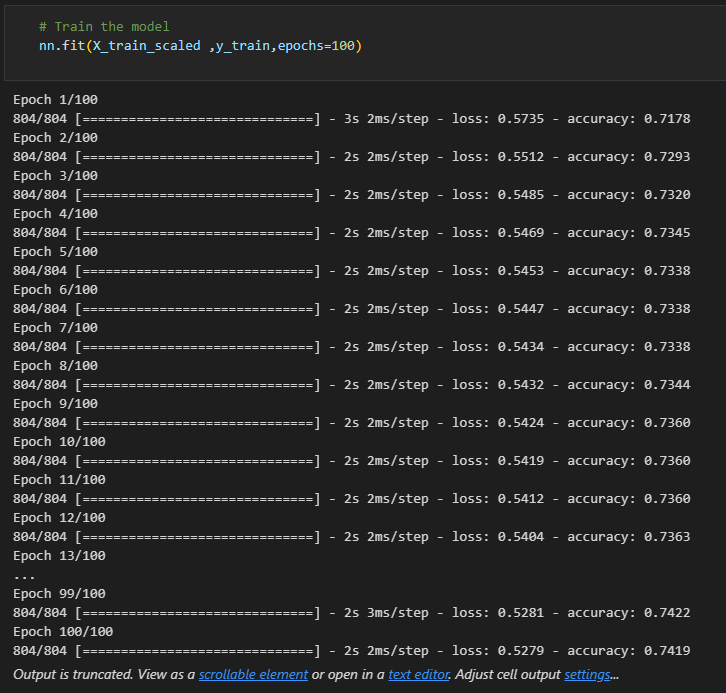 # Train the model
nn.fit(X_train_scaled ,y_train,epochs=100)
Epoch 1/100
804/804 [==============================] - 3s 2ms/step - loss: 0.5735 - accuracy: 0.7178
Epoch 2/100
804/804 [==============================] - 2s 2ms/step - loss: 0.5512 - accuracy: 0.7293
Epoch 3/100
804/804 [==============================] - 2s 2ms/step - loss: 0.5485 - accuracy: 0.7320
Epoch 4/100
804/804 [==============================] - 2s 2ms/step - loss: 0.5469 - accuracy: 0.7345
Epoch 5/100
804/804 [==============================] - 2s 2ms/step - loss: 0.5453 - accuracy: 0.7338
Epoch 6/100
804/804 [==============================] - 2s 2ms/step - loss: 0.5447 - accuracy: 0.7338
Epoch 7/100
804/804 [==============================] - 2s 2ms/step - loss: 0.5434 - accuracy: 0.7338
Epoch 8/100
804/804 [==============================] - 2s 2ms/step - loss: 0.5432 - accuracy: 0.7344
Epoch 9/100
804/804 [==============================] - 2s 2ms/step - loss: 0.5424 - accuracy: 0.7360
Epoch 10/100
804/804 [==============================] - 2s 2ms/step - loss: 0.5419 - accuracy: 0.7360
Epoch 11/100
804/804 [==============================] - 2s 2ms/step - loss: 0.5412 - accuracy: 0.7360
Epoch 12/100
804/804 [==============================] - 2s 2ms/step - loss: 0.5404 - accuracy: 0.7363
Epoch 13/100
...
Epoch 99/100
804/804 [==============================] - 2s 3ms/step - loss: 0.5281 - accuracy: 0.7422
Epoch 100/100
804/804 [==============================] - 2s 2ms/step - loss: 0.5279 - accuracy: 0.7419
Output is truncated. View as a scrollable element or open in a text editor. Adjust cell output settings...